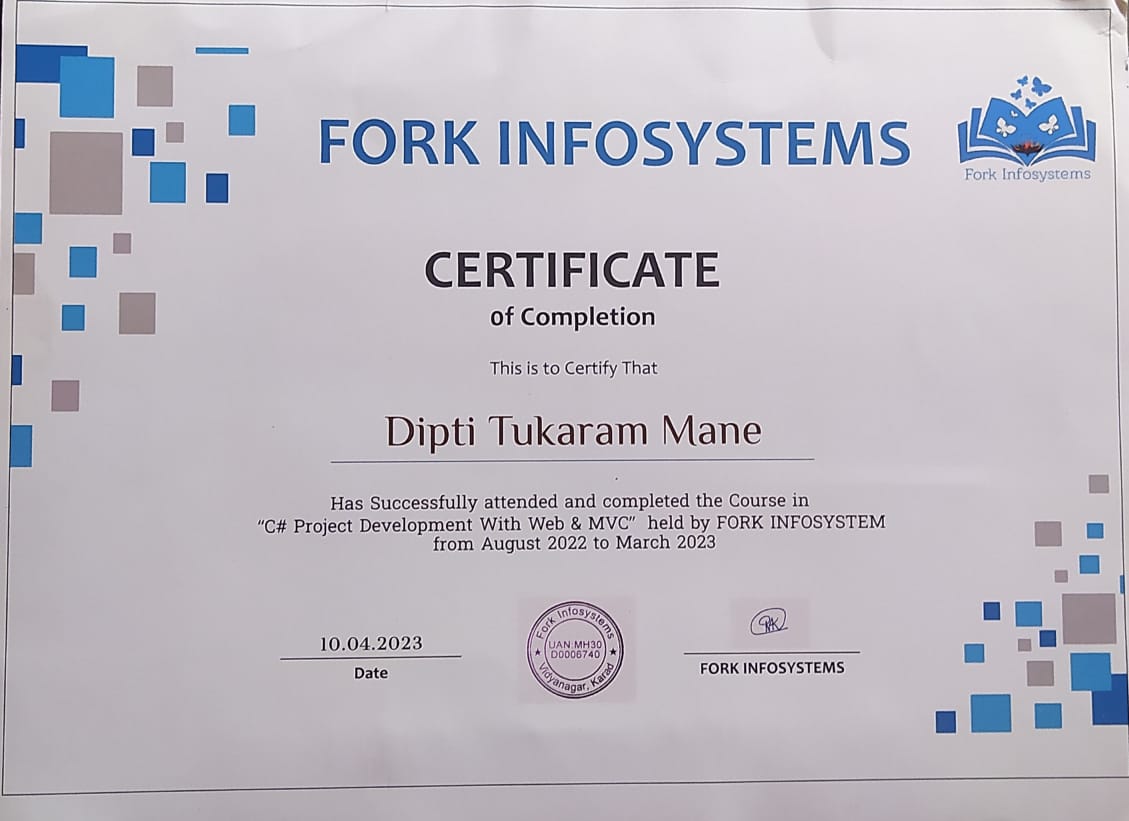 FORK INFOSYSTEMS
Fork Infosystems
CERTIFICATE
of Completion
This is to Certify That
Dipti Tukaram Mane
Has Successfully attended and completed the Course in
“C# Project Development With Web & MVC” held by FORK INFOSYSTEM
from August 2022 to March 2023
10.04.2023
Date
Fork Infosystems
UAN:MH30
D0006740
Vidyanagar, Karad
FORK INFOSYSTEMS